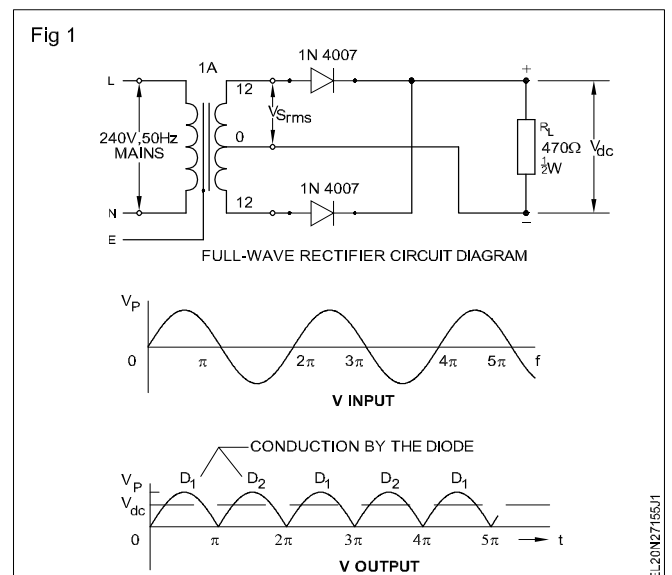 Fig 1
1N 4007
1A
L
12
+
VSrms
240V,50Hz
MAINS
0
RL
470Ω
½W
Vdc
1N 4007
N
12
–
E
FULL-WAVE RECTIFIER CIRCUIT DIAGRAM
VP
0 π 2π 3π 4π 5π f
V INPUT
CONDUCTION BY THE DIODE
VP D1 D2 D1 D2 D1
Vdc
0 π 2π 3π 4π 5π t
V OUTPUT
EL20N27155J1